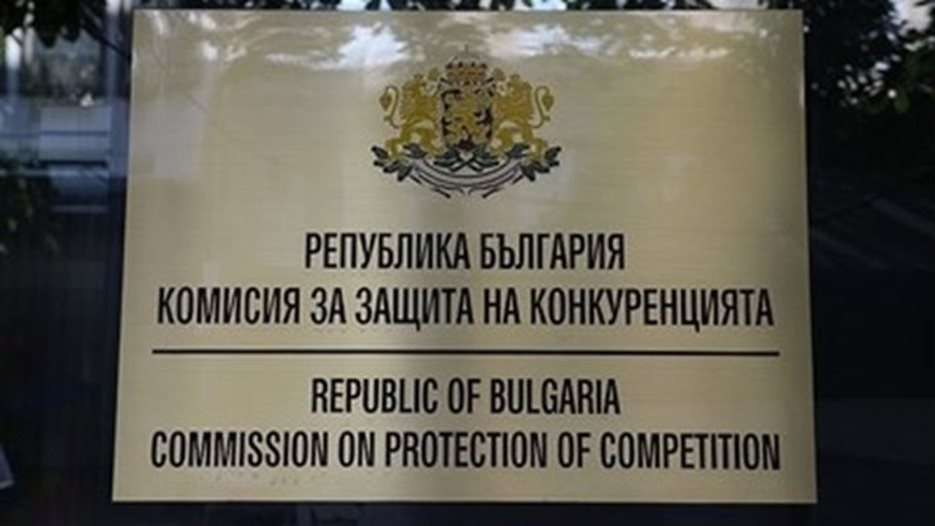 РЕПУБЛИКА БЪЛГАРИЯ
КОМИСИЯ ЗА ЗАЩИТА НА КОНКУРЕНЦИЯТА
REPUBLIC OF BULGARIA
COMMISSION ON PROTECTION OF COMPETITION